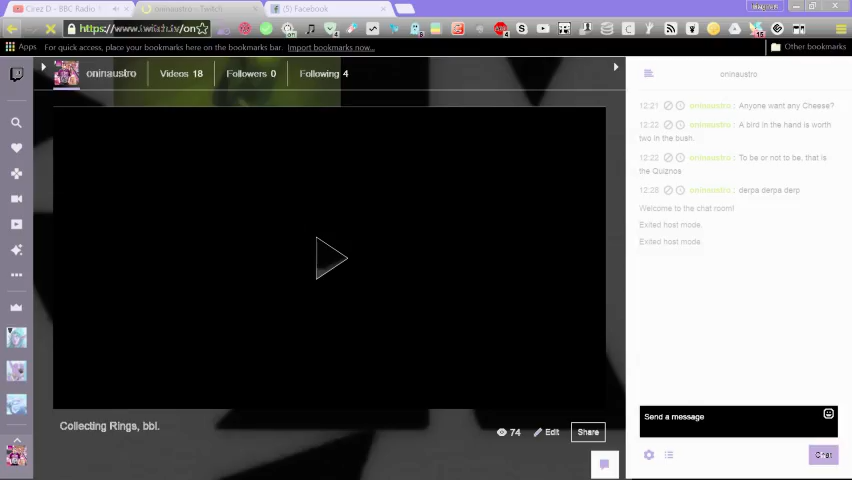 Cirez D - BBC Radio
oninaustro - Twitch
(5) Facebook
Apps For quick access, place your bookmarks here on the bookmarks bar. Import bookmarks now... Other bookmarks
oninaustro Videos 18 Followers 0 Following 4
oninaustro
12:21 oninaustro : Anyone want any Cheese?
12:22 oninaustro : A bird in the hand is worth
two in the bush.
12:22 oninaustro : To be or not to be, that is
the Quiznos
12:28 oninaustro : derpa derpa derp
Welcome to the chat room!
Exited host mode.
Exited host mode.
Send a message
Collecting Rings, bbl.
74 Edit Share
Chat